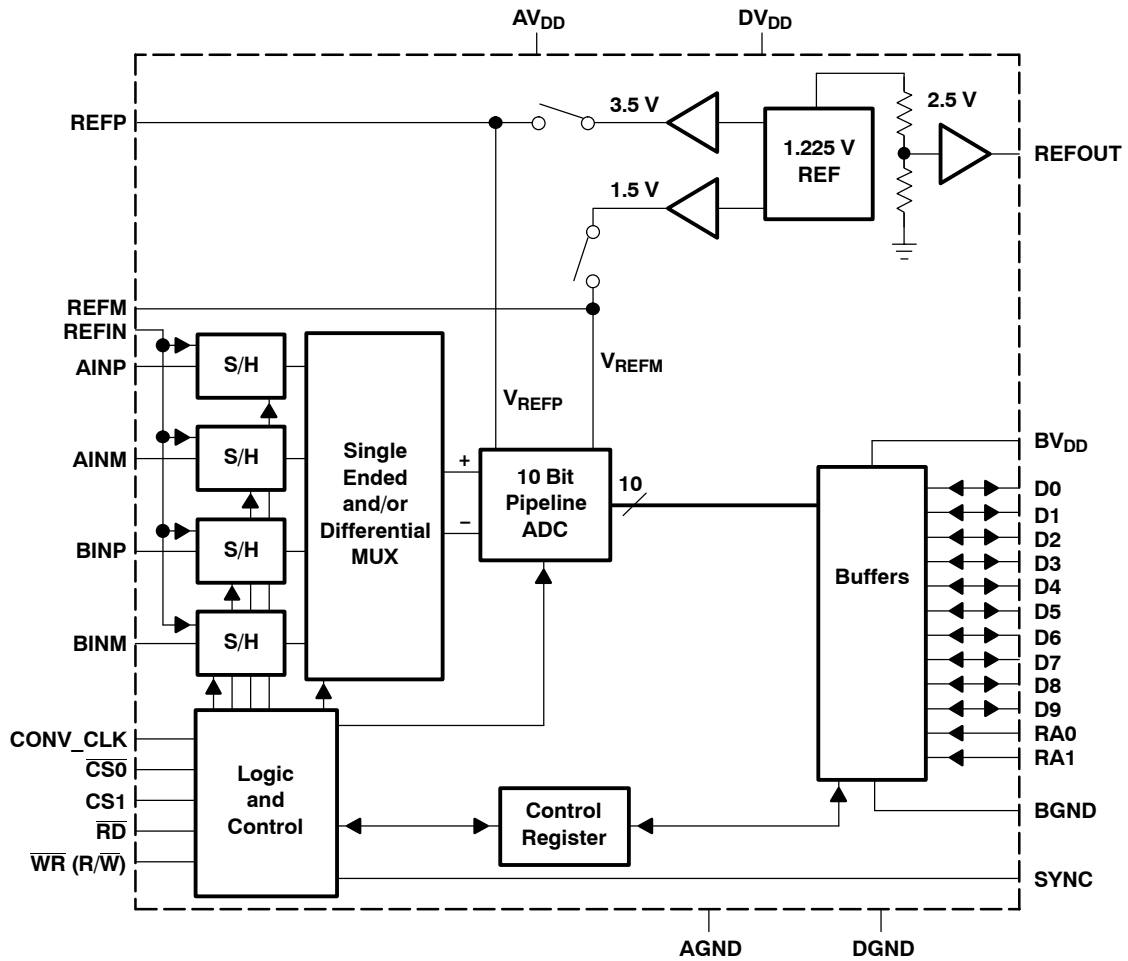 AVDD
DVDD
REFP
3.5 V
2.5 V
1.225 V
REF
REFOUT
1.5 V
REFM
REFIN
AINP
S/H
VREFM
VREFP
AINM
S/H
Single
Ended
and/or
Differential
MUX
+
−
10 Bit
Pipeline
ADC
10
BINP
S/H
BINM
S/H
Buffers
BVDD
D0
D1
D2
D3
D4
D5
D6
D7
D8
D9
RA0
RA1
BGND
CONV_CLK
C̅S̅0̅
CS1
R̅D̅
W̅R̅ (R/W̅)
Logic
and
Control
Control
Register
SYNC
AGND
DGND